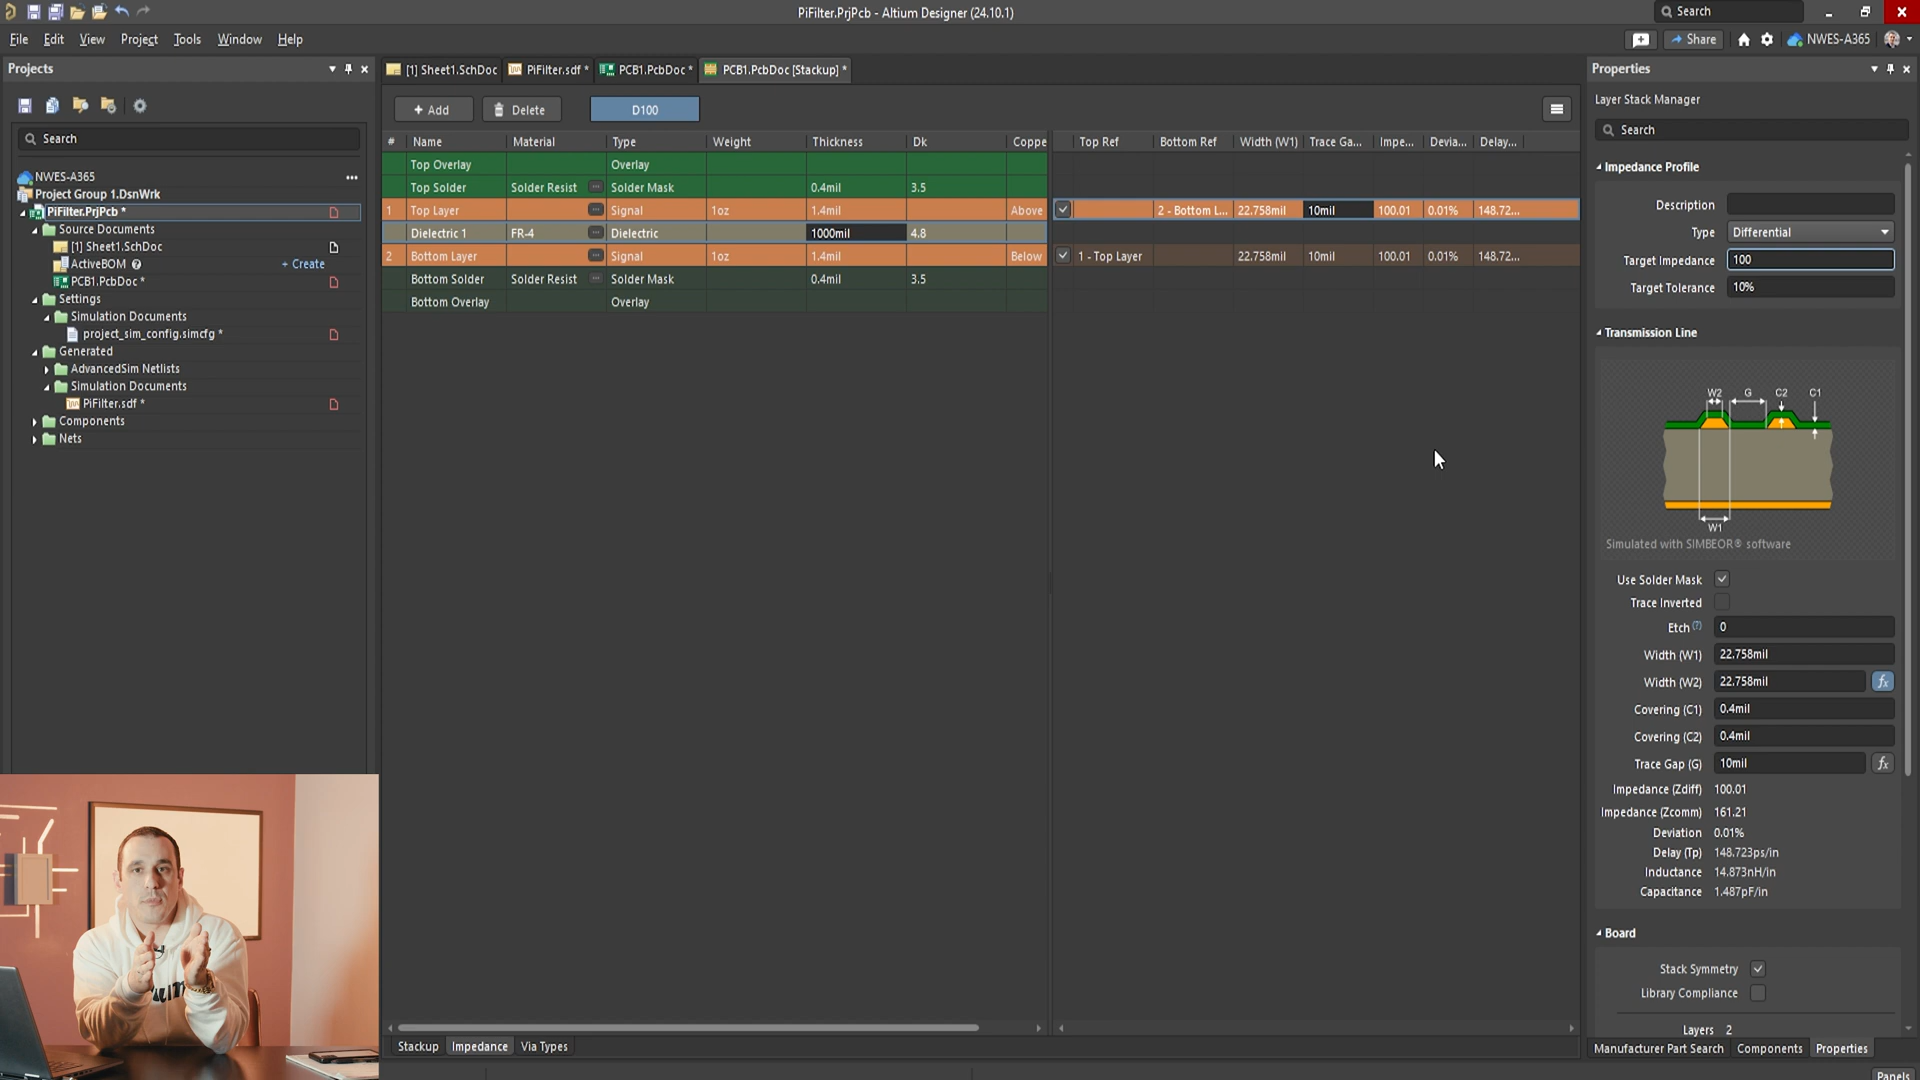 PiFilter.PrjPcb - Altium Designer (24.10.1)
Search
File Edit View Project Tools Window Help
Share
NWES-A365
Projects
[1] Sheet1.SchDoc
PiFilter.sdf *
PCB1.PcbDoc *
PCB1.PcbDoc [Stackup] *
Properties
+ Add
Delete
D100
Layer Stack Manager
Search
Search
# Name Material Type Weight Thickness Dk Coppe
Top Ref Bottom Ref Width (W1) Trace Ga... Impe... Devia... Delay...
Top Overlay Overlay
Top Solder Solder Resist Solder Mask 0.4mil 3.5
1 Top Layer Signal 1oz 1.4mil Above 2 - Bottom L... 22.758mil 10mil 100.01 0.01% 148.72...
Dielectric 1 FR-4 Dielectric 1000mil 4.8
2 Bottom Layer Signal 1oz 1.4mil Below 1 - Top Layer 22.758mil 10mil 100.01 0.01% 148.72...
Bottom Solder Solder Resist Solder Mask 0.4mil 3.5
Bottom Overlay Overlay
NWES-A365
Project Group 1.DsnWrk
PiFilter.PrjPcb *
Source Documents
[1] Sheet1.SchDoc
ActiveBOM
+ Create
PCB1.PcbDoc *
Settings
Simulation Documents
project_sim_config.simcfg *
Generated
AdvancedSim Netlists
Simulation Documents
PiFilter.sdf *
Components
Nets
Impedance Profile
Description
Type Differential
Target Impedance 100
Target Tolerance 10%
Transmission Line
W2 G C2 C1
W1
Simulated with SIMBEOR® software
Use Solder Mask
Trace Inverted
Etch (?) 0
Width (W1) 22.758mil
Width (W2) 22.758mil fx
Covering (C1) 0.4mil
Covering (C2) 0.4mil
Trace Gap (G) 10mil fx
Impedance (Zdiff) 100.01
Impedance (Zcomm) 161.21
Deviation 0.01%
Delay (Tp) 148.723ps/in
Inductance 14.873nH/in
Capacitance 1.487pF/in
Board
Stack Symmetry
Library Compliance
Layers 2
Stackup Impedance Via Types
Manufacturer Part Search Components Properties
Panels